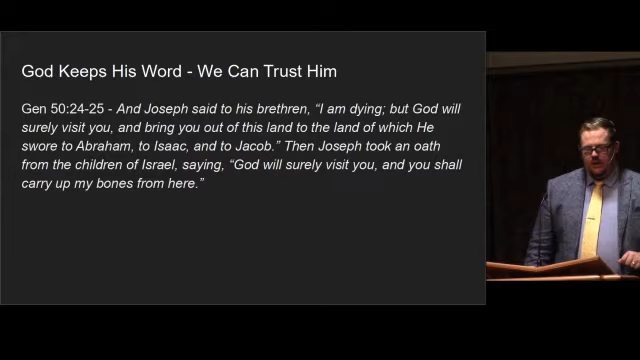 God Keeps His Word - We Can Trust Him
Gen 50:24-25 - And Joseph said to his brethren, “I am dying; but God will
surely visit you, and bring you out of this land to the land of which He
swore to Abraham, to Isaac, and to Jacob.” Then Joseph took an oath
from the children of Israel, saying, “God will surely visit you, and you shall
carry up my bones from here.”